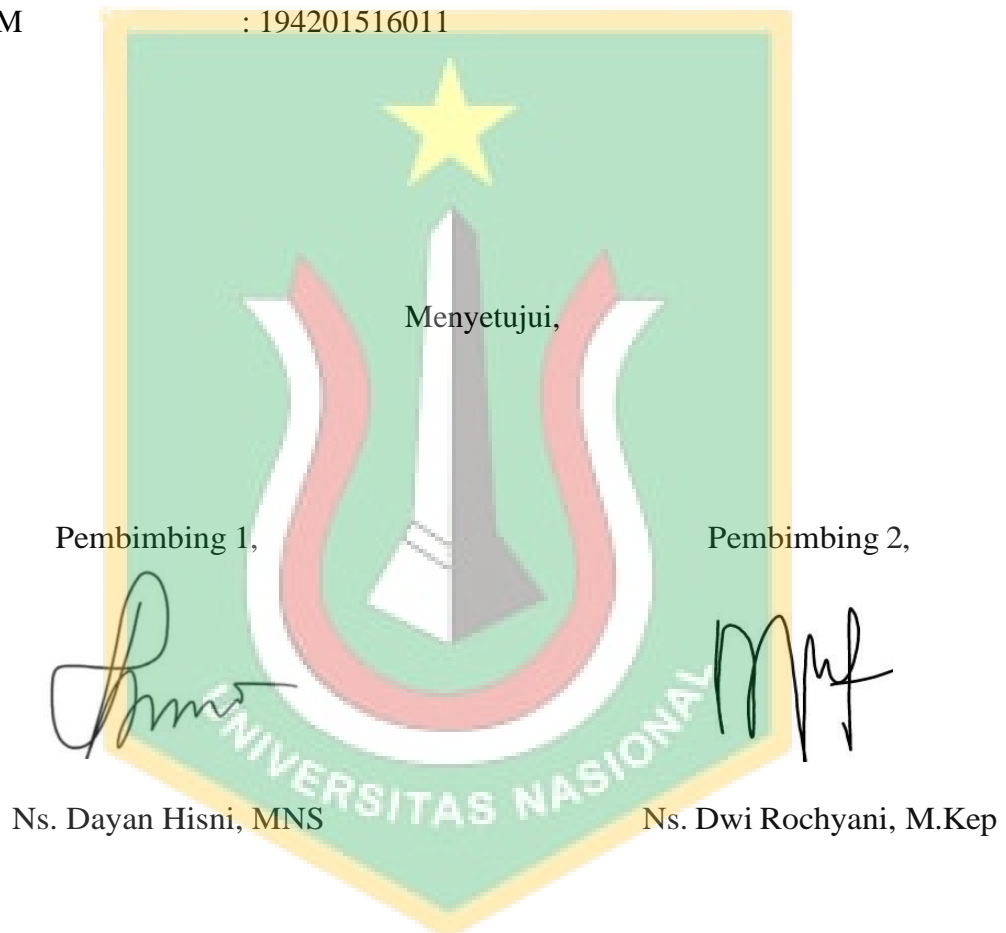 M : 194201516011
Menyetujui,
Pembimbing 1, Pembimbing 2,
UNIVERSITAS NASIONAL
Ns. Dayan Hisni, MNS Ns. Dwi Rochyani, M.Kep